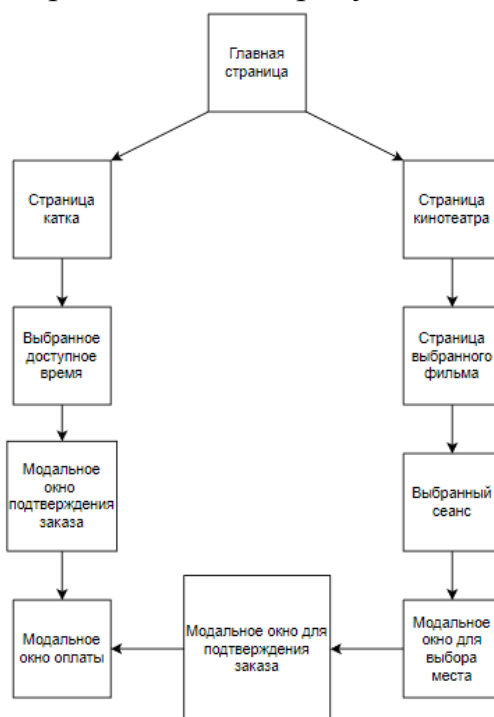 Главная
страница
Страница
катка
Страница
кинотеатра
Выбранное
доступное
время
Страница
выбранного
фильма
Модальное
окно
подтверждения
заказа
Выбранный
сеанс
Модальное
окно оплаты
Модальное окно для
подтверждения
заказа
Модальное
окно для
выбора
места